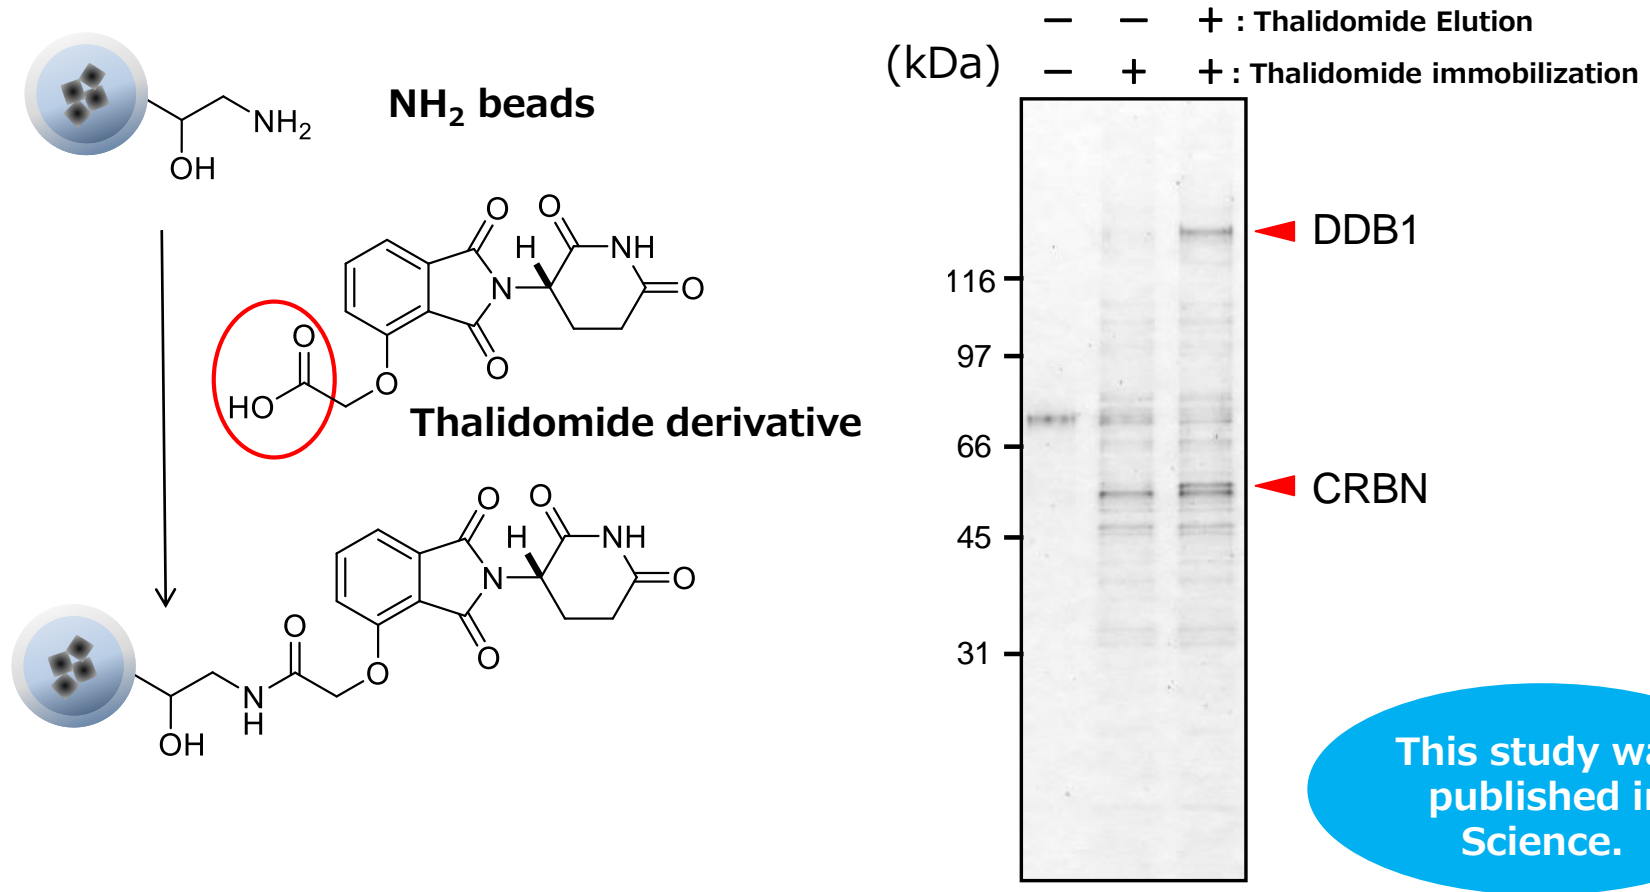 − − + : Thalidomide Elution
(kDa) − + + : Thalidomide immobilization
NH₂ beads
NH₂
OH
O
O
H
NH
N
O
O
O
O
HO
O
Thalidomide derivative
O
O
H
NH
N
O
O
O
O
N
H
OH
DDB1
116
97
66
CRBN
45
31
This study wa
published i
Science.